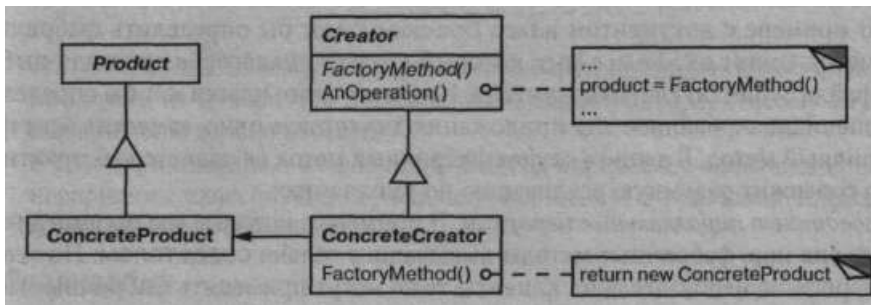 Product
Creator
FactoryMethod()
AnOperation()
...
product = FactoryMethod()
...
ConcreteProduct
ConcreteCreator
FactoryMethod()
return new ConcreteProduct